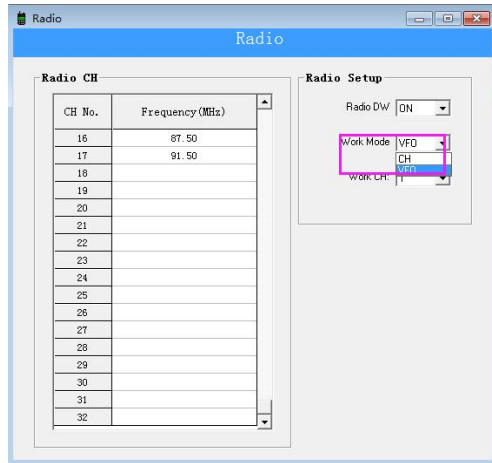 Radio
Radio
Radio CH
CH No. Frequency(MHz)
16 87.50
17 91.50
18
19
20
21
22
23
24
25
26
27
28
29
30
31
32
Radio Setup
Radio DW ON
Work Mode VFO
CH
VFO
Work CH: 1